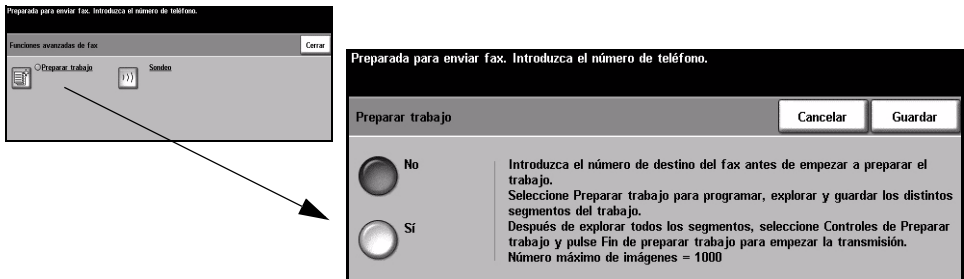 Preparada para enviar fax. Introduzca el número de teléfono.
Funciones avanzadas de fax
Cerrar
Preparar trabajo
Sondeo
Preparada para enviar fax. Introduzca el número de teléfono.
Preparar trabajo
Cancelar
Guardar
No
Introduzca el número de destino del fax antes de empezar a preparar el
trabajo.
Seleccione Preparar trabajo para programar, explorar y guardar los distintos
segmentos del trabajo.
Sí
Después de explorar todos los segmentos, seleccione Controles de Preparar
trabajo y pulse Fin de preparar trabajo para empezar la transmisión.
Número máximo de imágenes = 1000